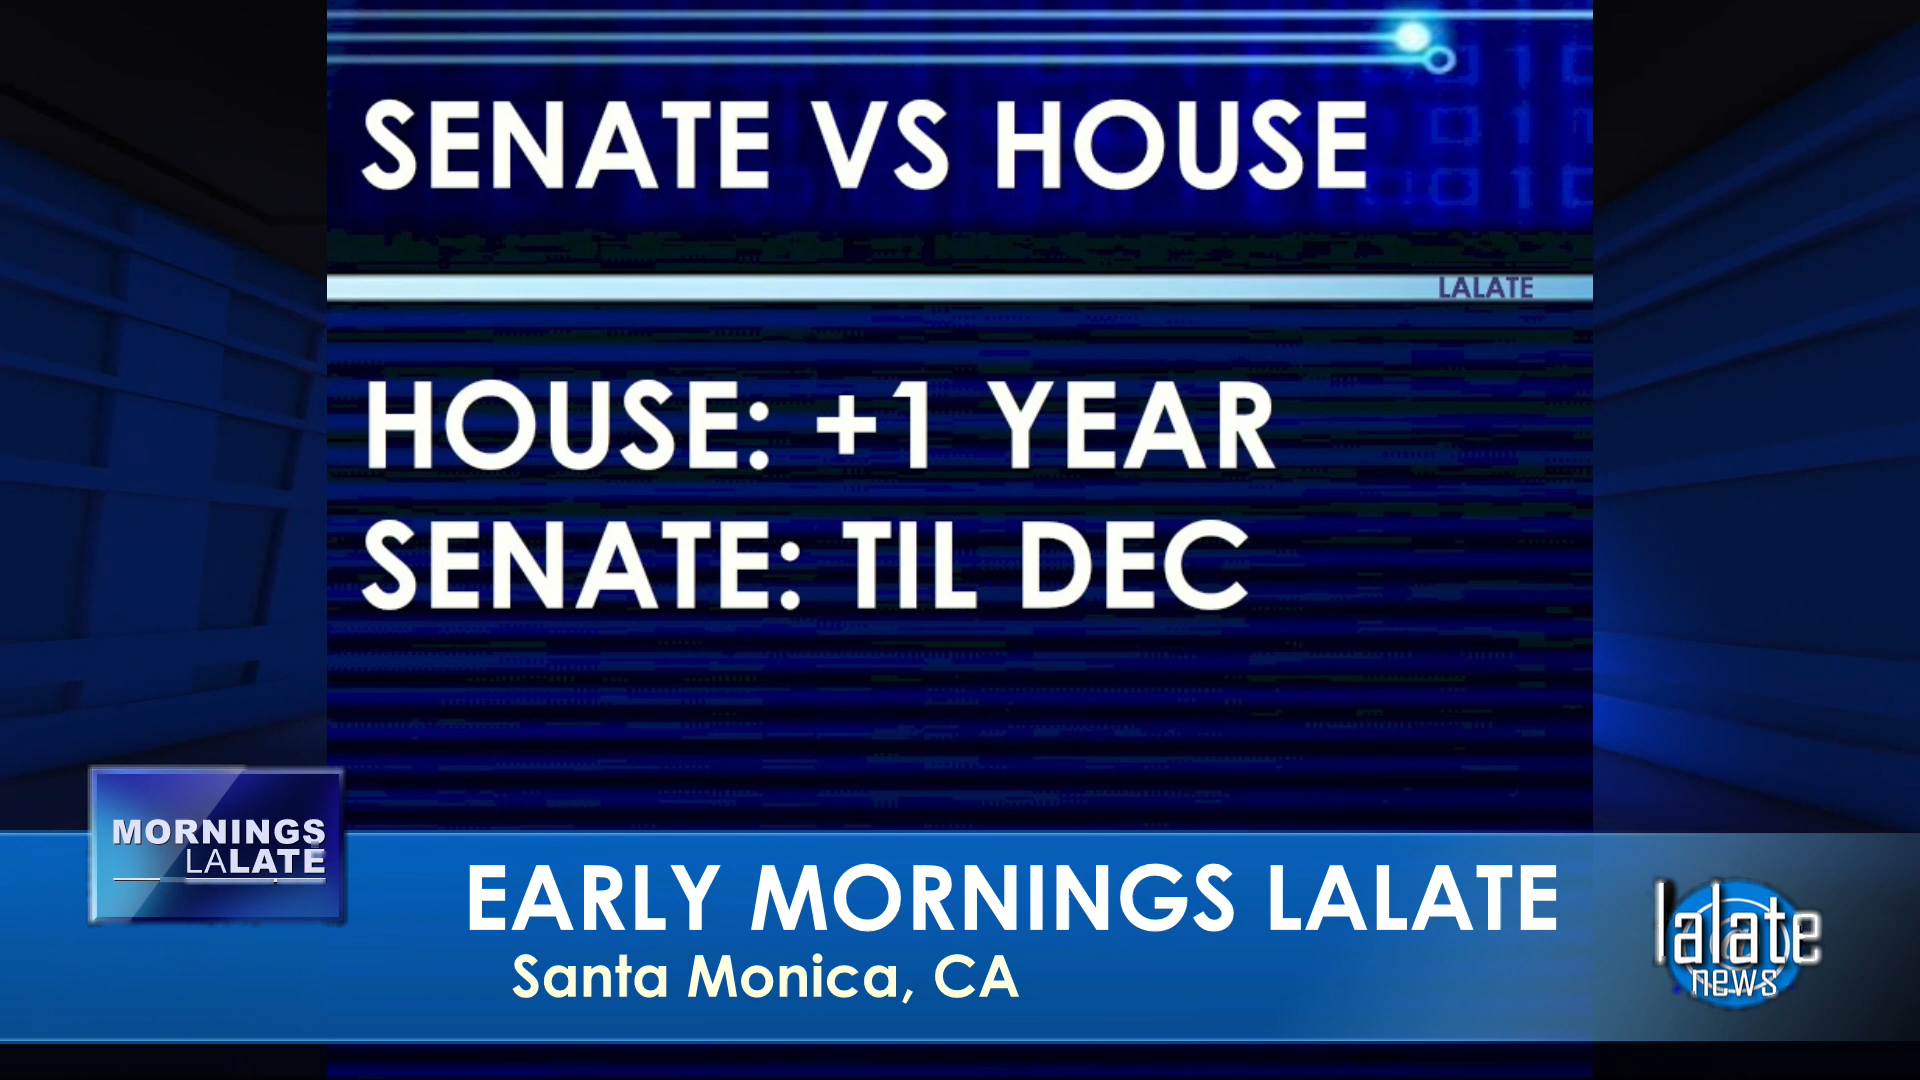 SENATE VS HOUSE
LALATE
HOUSE: +1 YEAR
SENATE: TIL DEC
MORNINGS
LALATE
EARLY MORNINGS LALATE
Santa Monica, CA
lalate
news